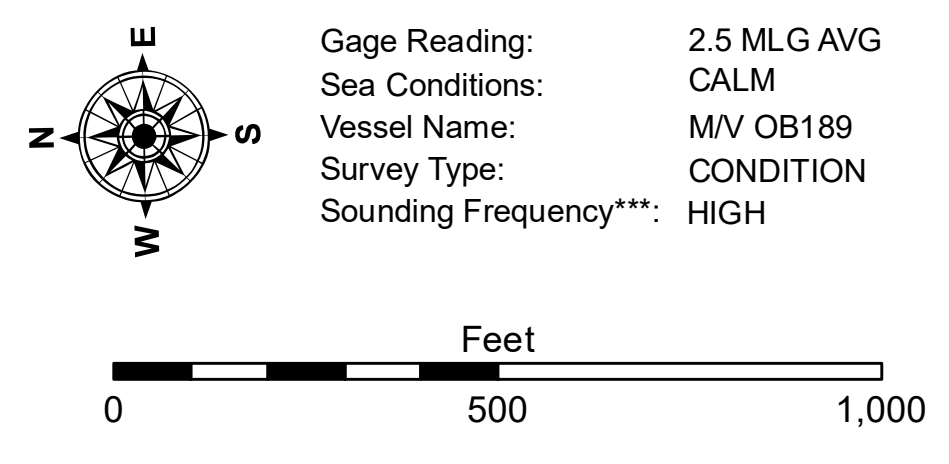 E
N
S
W
Gage Reading: 2.5 MLG AVG
Sea Conditions: CALM
Vessel Name: M/V OB189
Survey Type: CONDITION
Sounding Frequency***: HIGH
Feet
0 500 1,000